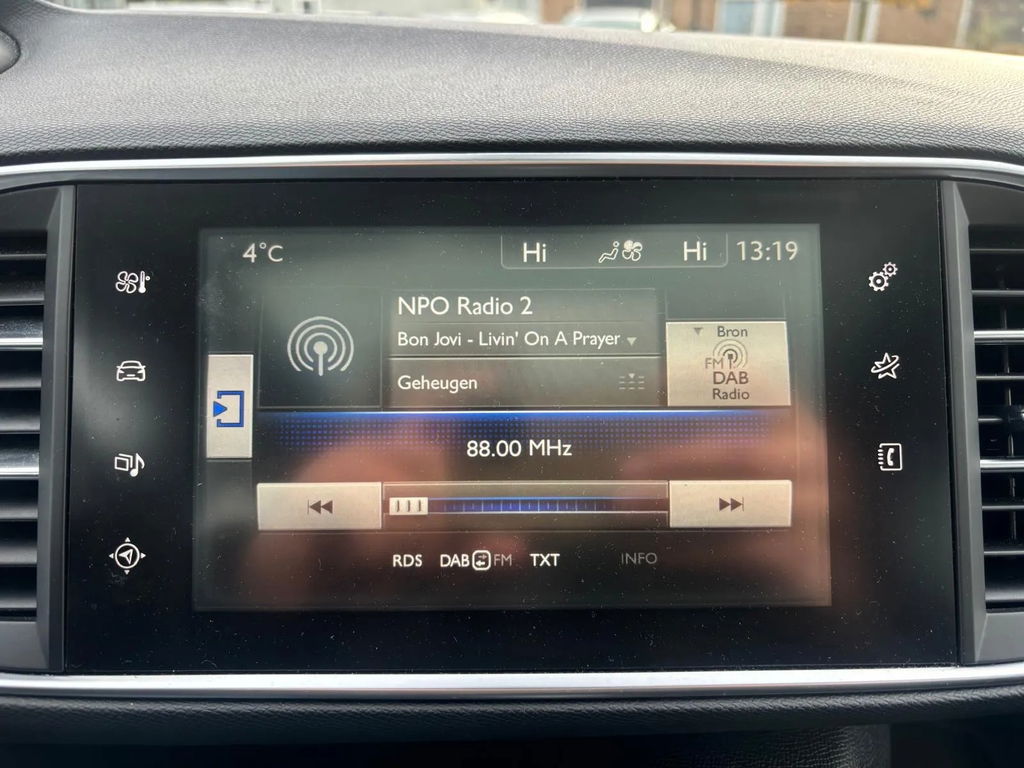 4°C Hi Hi 13:19
NPO Radio 2
Bon Jovi - Livin' On A Prayer
Geheugen
Bron
FM
DAB
Radio
88.00 MHz
RDS DAB FM TXT INFO